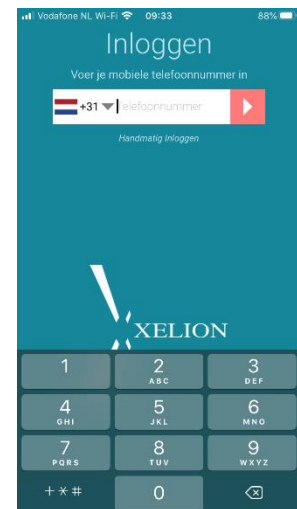 Vodafone NL Wi-Fi 09:33 88%
Inloggen
Voer je mobiele telefoonnummer in
+31 Telefoonnummer
Handmatig Inloggen
XELION
1 2 3
ABC DEF
4 5 6
GHI JKL MNO
7 8 9
PQRS TUV WXYZ
+ * # 0